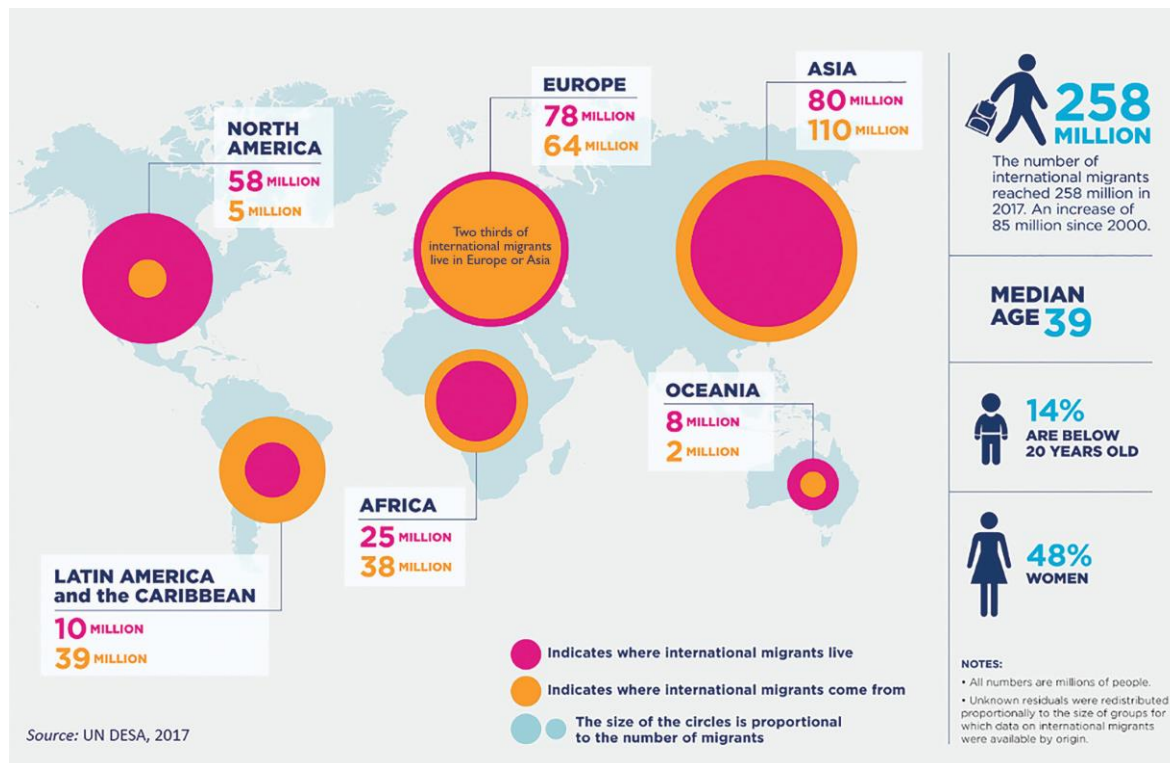 NORTH
AMERICA
58 MILLION
5 MILLION
EUROPE
78 MILLION
64 MILLION
Two thirds of
international migrants
live in Europe or Asia
ASIA
80 MILLION
110 MILLION
OCEANIA
8 MILLION
2 MILLION
AFRICA
25 MILLION
38 MILLION
LATIN AMERICA
and the CARIBBEAN
10 MILLION
39 MILLION
Indicates where international migrants live
Indicates where international migrants come from
The size of the circles is proportional
to the number of migrants
Source: UN DESA, 2017
258
MILLION
The number of
international migrants
reached 258 million in
2017. An increase of
85 million since 2000.
MEDIAN
AGE 39
14%
ARE BELOW
20 YEARS OLD
48%
WOMEN
NOTES:
• All numbers are millions of people.
• Unknown residuals were redistributed
proportionally to the size of groups for
which data on international migrants
were available by origin.